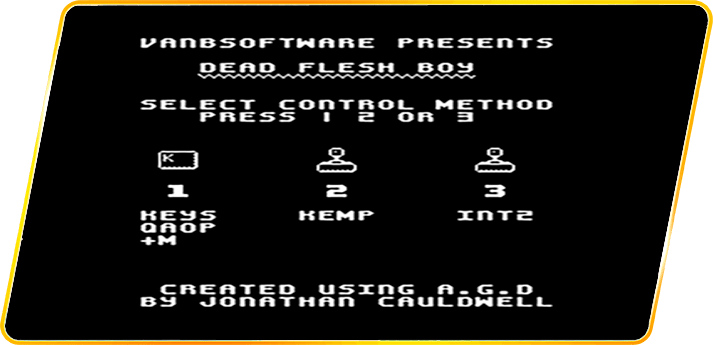 VANBSOFTWARE PRESENTS
DEAD FLESH BOY
SELECT CONTROL METHOD
PRESS 1 2 OR 3
K
1 2 3
KEYS KEMP INT2
QAOP
+M
CREATED USING A.G.D
BY JONATHAN CAULDWELL